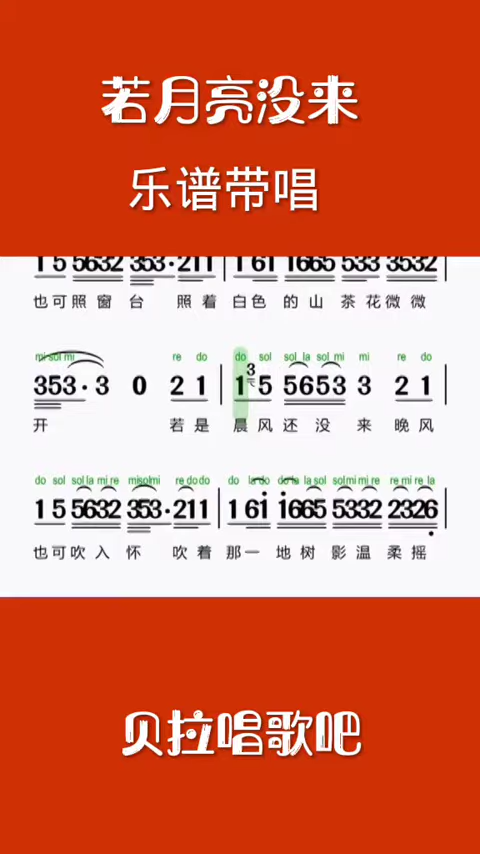 若月亮没来
乐谱带唱
1 5 5632 353·211 | 1 61 1665 533 3532 |
也可照窗台 照着白色的山茶花微微
mi sol mi re do do sol sol la sol mi mi re do
353·3 0 2 1 | 1 3 5 5653 3 2 1 |
开 若是晨风还没来晚风
do sol sol la mi re mi sol mi re do do do la do do la la sol sol mi mi re re mi re la
1 5 5632 353·211 | 1 61 1665 5332 2326 |
也可吹入怀 吹着那一地树影温柔摇
贝拉唱歌吧